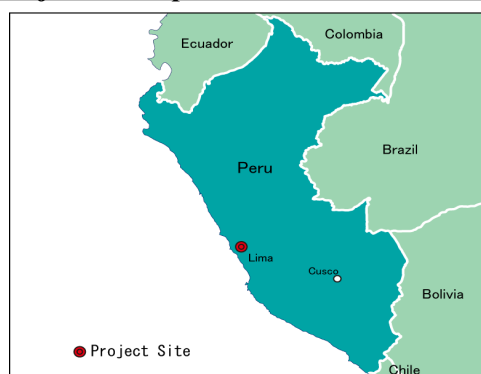 Colombia
Ecuador
Brazil
Peru
Lima
Cusco
Bolivia
Project Site
Chile